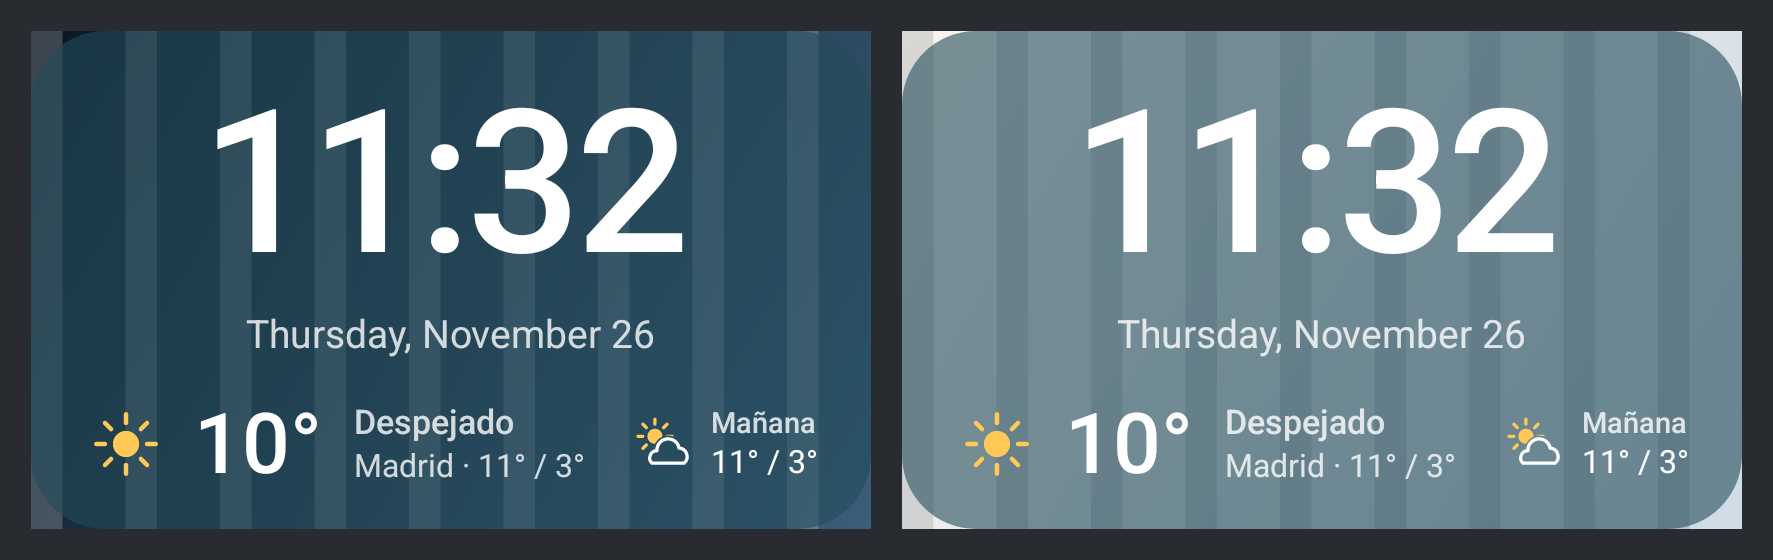 11:32
Thursday, November 26
10°
Despejado
Madrid · 11° / 3°
Mañana
11° / 3°
11:32
Thursday, November 26
10°
Despejado
Madrid · 11° / 3°
Mañana
11° / 3°